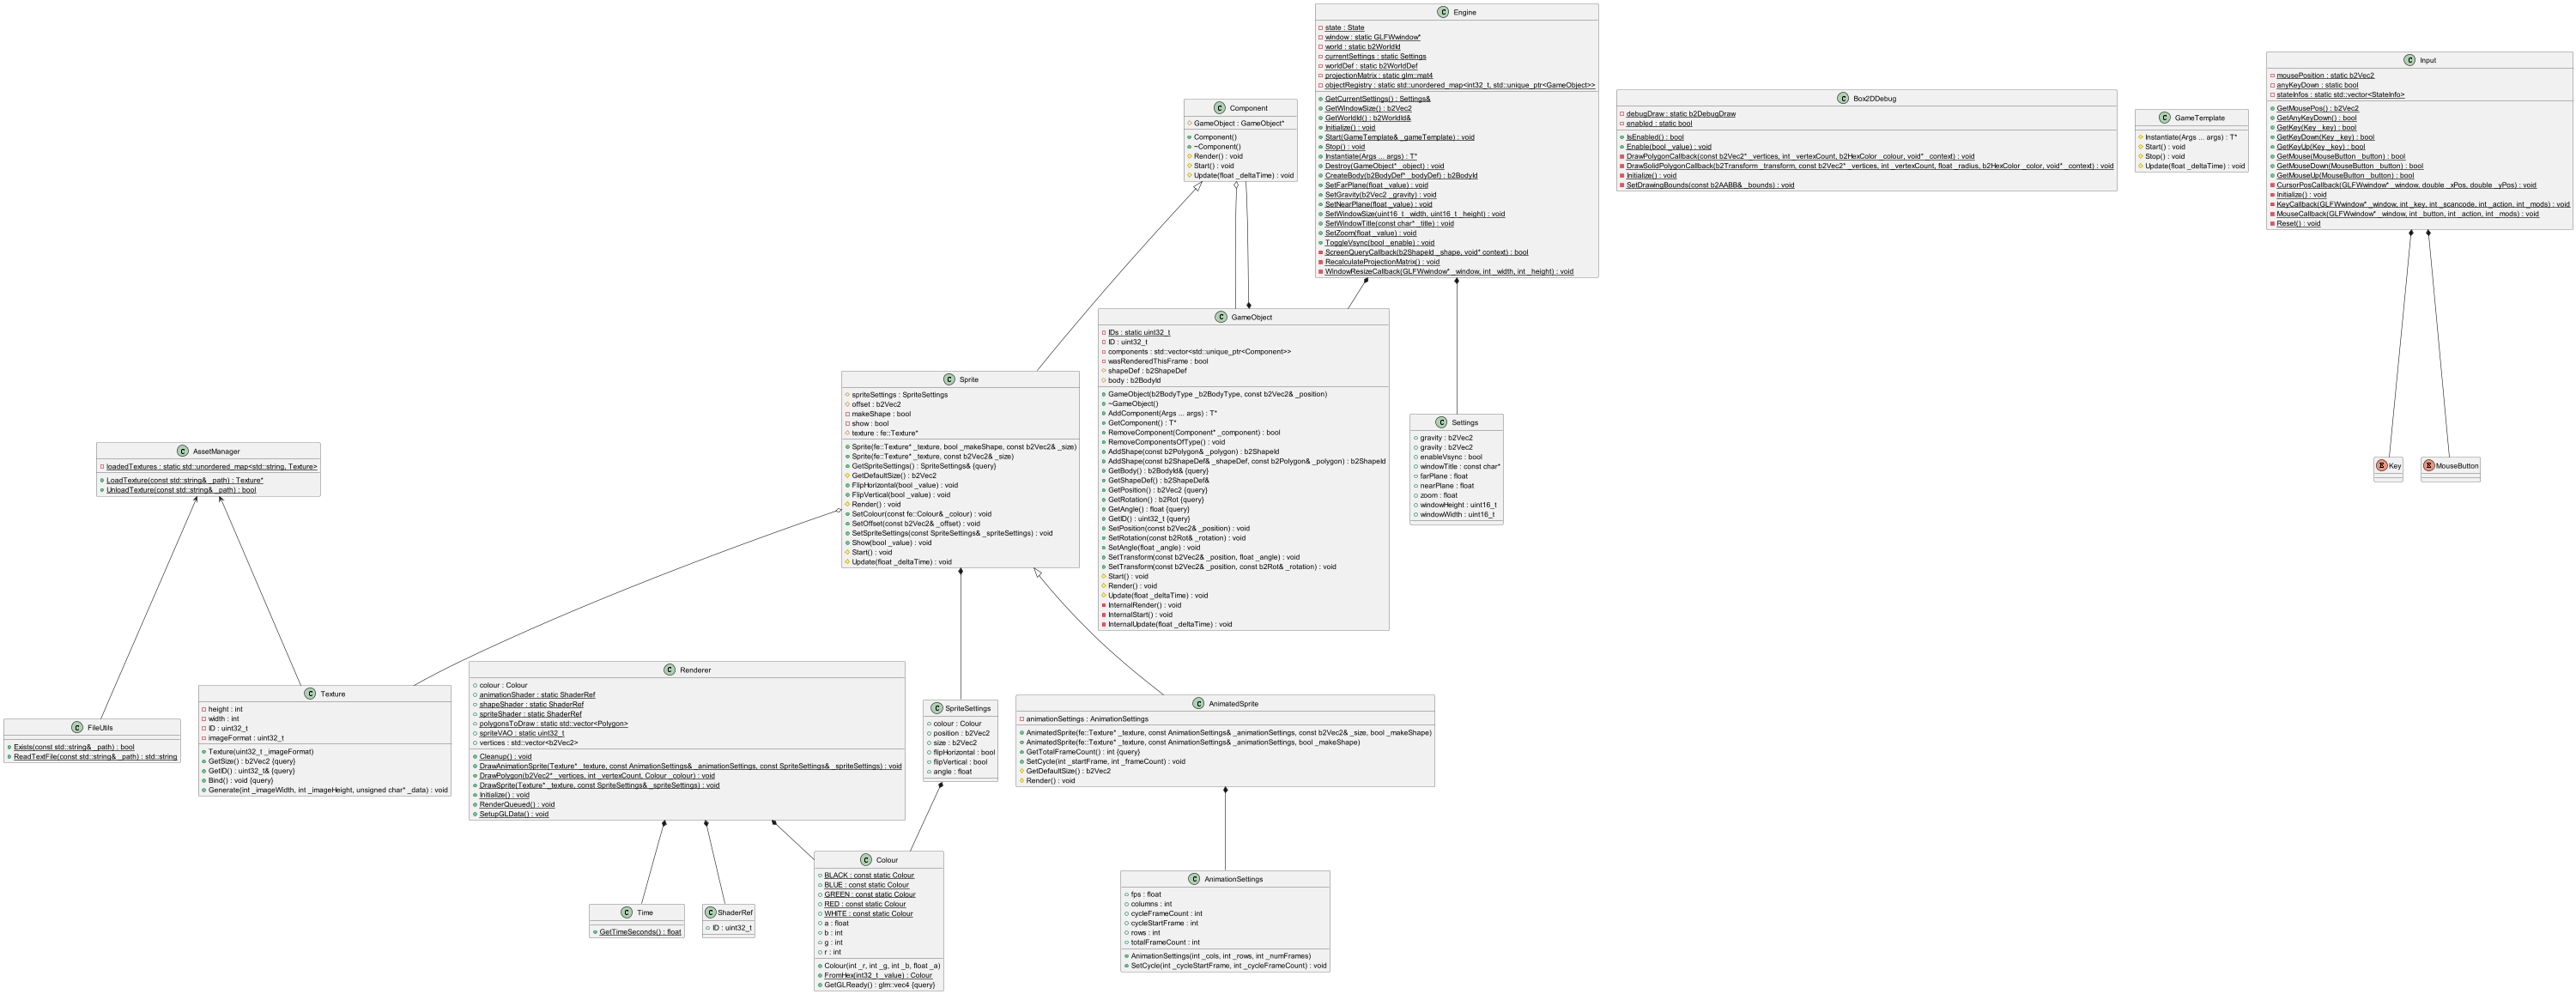 Engine
state : State
window : static GLFWwindow*
world : static b2WorldId
currentSettings : static Settings
worldDef : static b2WorldDef
projectionMatrix : static glm::mat4
objectRegistry : static std::unordered_map<int32_t, std::unique_ptr<GameObject>>
GetCurrentSettings() : Settings&
GetWindowSize() : b2Vec2
GetWorldId() : b2WorldId&
Initialize() : void
Start(GameTemplate& _gameTemplate) : void
Stop() : void
Instantiate(Args ... args) : T*
Destroy(GameObject* _object) : void
CreateBody(b2BodyDef* _bodyDef) : b2BodyId
SetFarPlane(float _value) : void
SetGravity(b2Vec2 _gravity) : void
SetNearPlane(float _value) : void
SetWindowSize(uint16_t _width, uint16_t _height) : void
SetWindowTitle(const char* _title) : void
SetZoom(float _value) : void
ToggleVsync(bool _enable) : void
ScreenQueryCallback(b2ShapeId _shape, void* context) : bool
RecalculateProjectionMatrix() : void
WindowResizeCallback(GLFWwindow* _window, int _width, int _height) : void
Input
mousePosition : static b2Vec2
anyKeyDown : static bool
stateInfos : static std::vector<StateInfo>
GetMousePos() : b2Vec2
GetAnyKeyDown() : bool
GetKey(Key _key) : bool
GetKeyDown(Key _key) : bool
GetKeyUp(Key _key) : bool
GetMouse(MouseButton _button) : bool
GetMouseDown(MouseButton _button) : bool
GetMouseUp(MouseButton _button) : bool
CursorPosCallback(GLFWwindow* _window, double _xPos, double _yPos) : void
Initialize() : void
KeyCallback(GLFWwindow* _window, int _key, int _scancode, int _action, int _mods) : void
MouseCallback(GLFWwindow* _window, int _button, int _action, int _mods) : void
Reset() : void
Box2DDebug
debugDraw : static b2DebugDraw
enabled : static bool
IsEnabled() : bool
Enable(bool _value) : void
DrawPolygonCallback(const b2Vec2* _vertices, int _vertexCount, b2HexColor _colour, void* _context) : void
DrawSolidPolygonCallback(b2Transform _transform, const b2Vec2* _vertices, int _vertexCount, float _radius, b2HexColor _color, void* _context) : void
Initialize() : void
SetDrawingBounds(const b2AABB& _bounds) : void
Component
GameObject : GameObject*
Component()
~Component()
Render() : void
Start() : void
Update(float _deltaTime) : void
GameTemplate
Instantiate(Args ... args) : T*
Start() : void
Stop() : void
Update(float _deltaTime) : void
GameObject
IDs : static uint32_t
ID : uint32_t
components : std::vector<std::unique_ptr<Component>>
wasRenderedThisFrame : bool
shapeDef : b2ShapeDef
body : b2BodyId
GameObject(b2BodyType _b2BodyType, const b2Vec2& _position)
~GameObject()
AddComponent(Args ... args) : T*
GetComponent() : T*
RemoveComponent(Component* _component) : bool
RemoveComponentsOfType() : void
AddShape(const b2Polygon& _polygon) : b2ShapeId
AddShape(const b2ShapeDef& _shapeDef, const b2Polygon& _polygon) : b2ShapeId
GetBody() : b2BodyId& {query}
GetShapeDef() : b2ShapeDef&
GetPosition() : b2Vec2 {query}
GetRotation() : b2Rot {query}
GetAngle() : float {query}
GetID() : uint32_t {query}
SetPosition(const b2Vec2& _position) : void
SetRotation(const b2Rot& _rotation) : void
SetAngle(float _angle) : void
SetTransform(const b2Vec2& _position, float _angle) : void
SetTransform(const b2Vec2& _position, const b2Rot& _rotation) : void
Start() : void
Render() : void
Update(float _deltaTime) : void
InternalRender() : void
InternalStart() : void
InternalUpdate(float _deltaTime) : void
Sprite
spriteSettings : SpriteSettings
offset : b2Vec2
makeShape : bool
show : bool
texture : fe::Texture*
Sprite(fe::Texture* _texture, bool _makeShape, const b2Vec2& _size)
Sprite(fe::Texture* _texture, const b2Vec2& _size)
GetSpriteSettings() : SpriteSettings& {query}
GetDefaultSize() : b2Vec2
FlipHorizontal(bool _value) : void
FlipVertical(bool _value) : void
Render() : void
SetColour(const fe::Colour& _colour) : void
SetOffset(const b2Vec2& _offset) : void
SetSpriteSettings(const SpriteSettings& _spriteSettings) : void
Show(bool _value) : void
Start() : void
Update(float _deltaTime) : void
Settings
gravity : b2Vec2
gravity : b2Vec2
enableVsync : bool
windowTitle : const char*
farPlane : float
nearPlane : float
zoom : float
windowHeight : uint16_t
windowWidth : uint16_t
AssetManager
loadedTextures : static std::unordered_map<std::string, Texture>
LoadTexture(const std::string& _path) : Texture*
UnloadTexture(const std::string& _path) : bool
Key
MouseButton
Renderer
colour : Colour
animationShader : static ShaderRef
shapeShader : static ShaderRef
spriteShader : static ShaderRef
polygonsToDraw : static std::vector<Polygon>
spriteVAO : static uint32_t
vertices : std::vector<b2Vec2>
Cleanup() : void
DrawAnimationSprite(Texture* _texture, const AnimationSettings& _animationSettings, const SpriteSettings& _spriteSettings) : void
DrawPolygon(b2Vec2* _vertices, int _vertexCount, Colour _colour) : void
DrawSprite(Texture* _texture, const SpriteSettings& _spriteSettings) : void
Initialize() : void
RenderQueued() : void
SetupGLData() : void
Texture
height : int
width : int
ID : uint32_t
imageFormat : uint32_t
Texture(uint32_t _imageFormat)
GetSize() : b2Vec2 {query}
GetID() : uint32_t& {query}
Bind() : void {query}
Generate(int _imageWidth, int _imageHeight, unsigned char* _data) : void
FileUtils
Exists(const std::string& _path) : bool
ReadTextFile(const std::string& _path) : std::string
SpriteSettings
colour : Colour
position : b2Vec2
size : b2Vec2
flipHorizontal : bool
flipVertical : bool
angle : float
AnimatedSprite
animationSettings : AnimationSettings
AnimatedSprite(fe::Texture* _texture, const AnimationSettings& _animationSettings, const b2Vec2& _size, bool _makeShape)
AnimatedSprite(fe::Texture* _texture, const AnimationSettings& _animationSettings, bool _makeShape)
GetTotalFrameCount() : int {query}
SetCycle(int _startFrame, int _frameCount) : void
GetDefaultSize() : b2Vec2
Render() : void
Time
GetTimeSeconds() : float
ShaderRef
ID : uint32_t
Colour
BLACK : const static Colour
BLUE : const static Colour
GREEN : const static Colour
RED : const static Colour
WHITE : const static Colour
a : float
b : int
g : int
r : int
Colour(int _r, int _g, int _b, float _a)
FromHex(int32_t _value) : Colour
GetGLReady() : glm::vec4 {query}
AnimationSettings
fps : float
columns : int
cycleFrameCount : int
cycleStartFrame : int
rows : int
totalFrameCount : int
AnimationSettings(int _cols, int _rows, int _numFrames)
SetCycle(int _cycleStartFrame, int _cycleFrameCount) : void